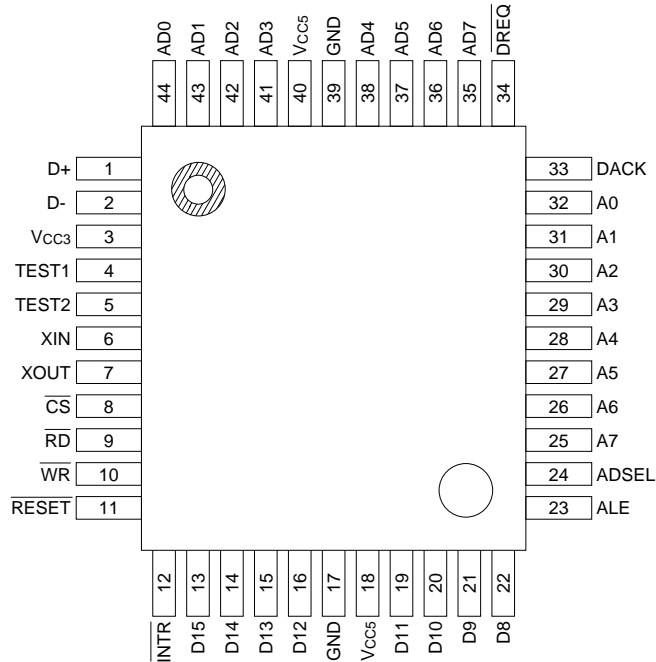 AD0 AD1 AD2 AD3 VCC5 GND AD4 AD5 AD6 AD7 DREQ
44 43 42 41 40 39 38 37 36 35 34
D+ 1 33 DACK
D- 2 32 A0
VCC3 3 31 A1
TEST1 4 30 A2
TEST2 5 29 A3
XIN 6 28 A4
XOUT 7 27 A5
CS 8 26 A6
RD 9 25 A7
WR 10 24 ADSEL
RESET 11 23 ALE
12 13 14 15 16 17 18 19 20 21 22
INTR D15 D14 D13 D12 GND VCC5 D11 D10 D9 D8